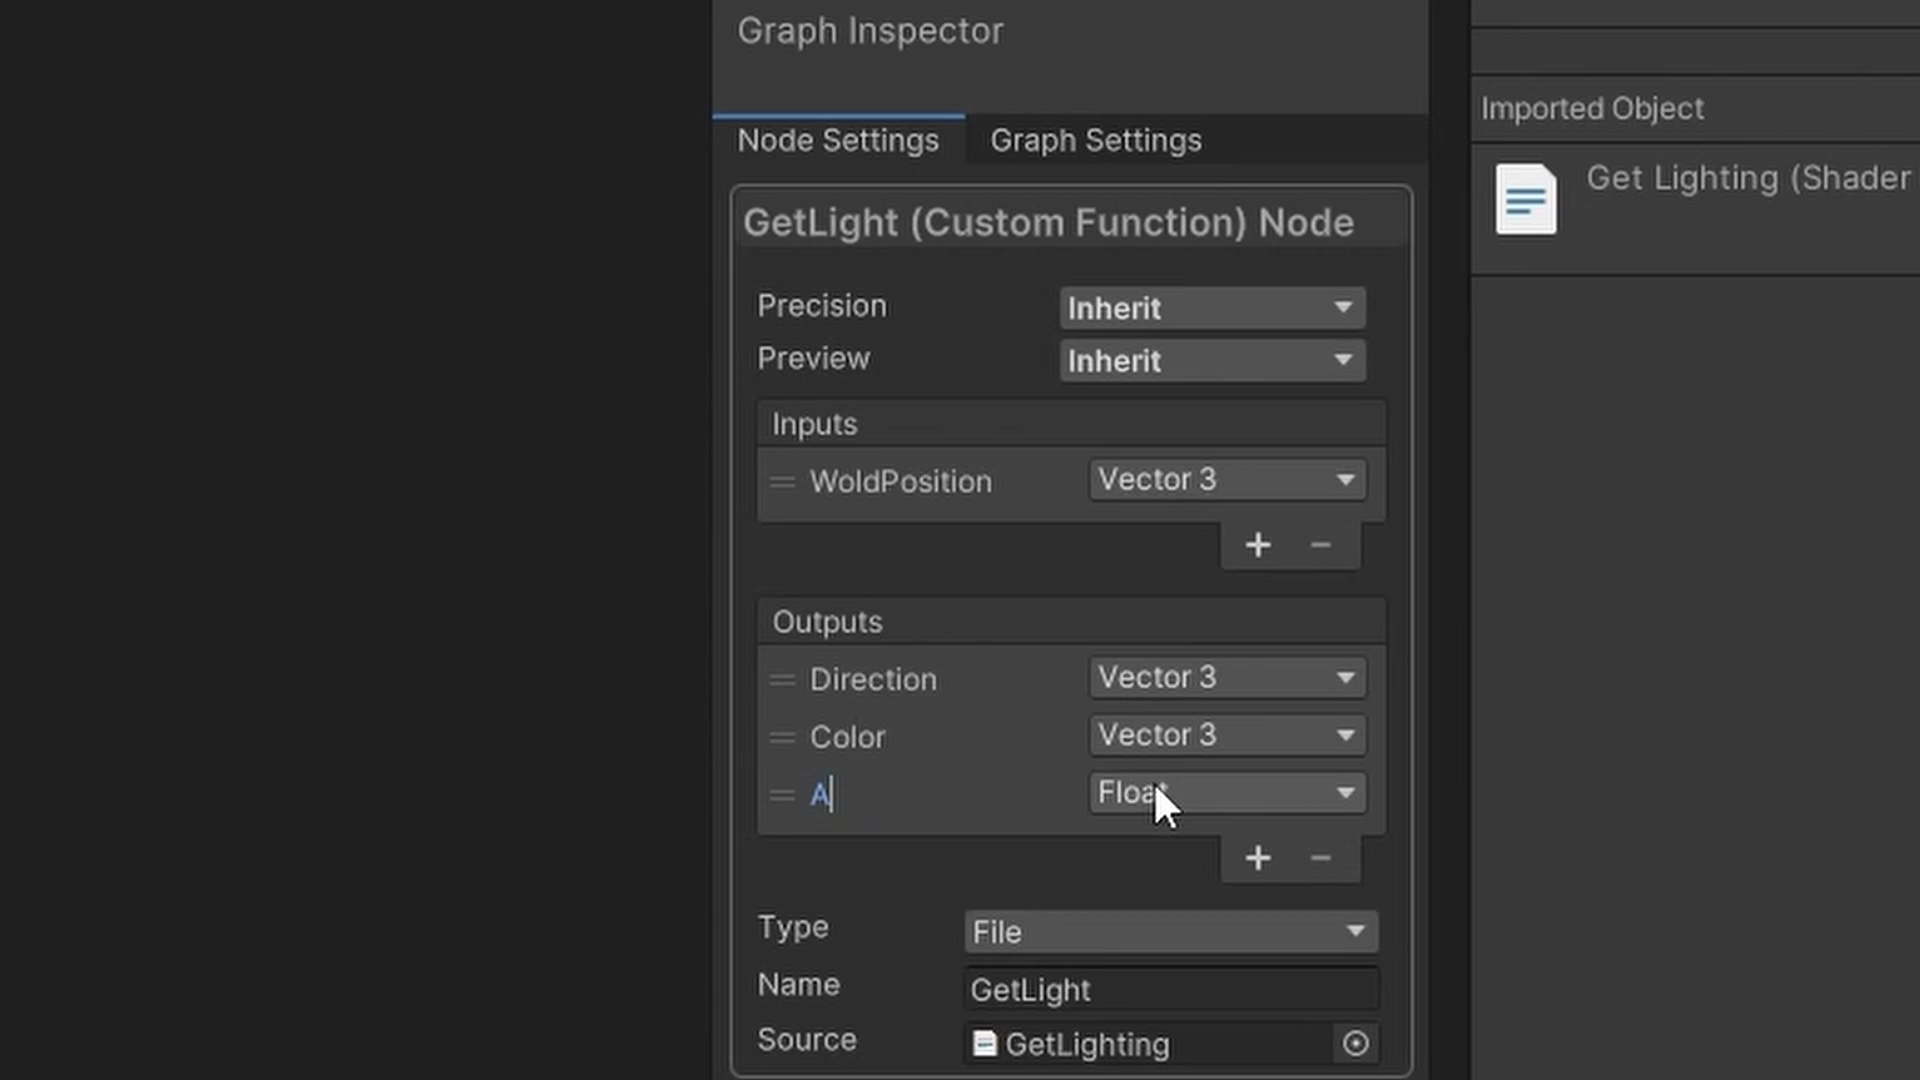 Graph Inspector
Node Settings
Graph Settings
GetLight (Custom Function) Node
Precision
Inherit
Preview
Inherit
Inputs
WoldPosition
Vector 3
+ −
Outputs
Direction
Vector 3
Color
Vector 3
A
Float
+ −
Type
File
Name
GetLight
Source
GetLighting
Imported Object
Get Lighting (Shader